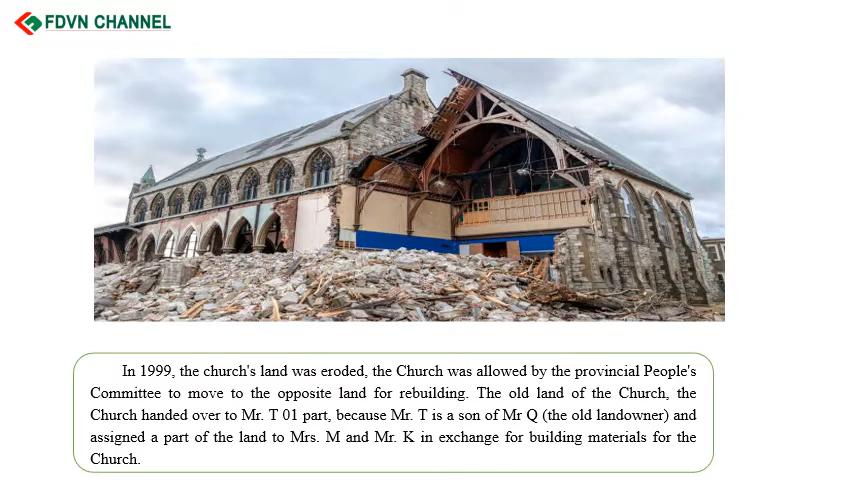 FDVN CHANNEL
In 1999, the church's land was eroded, the Church was allowed by the provincial People's
Committee to move to the opposite land for rebuilding. The old land of the Church, the
Church handed over to Mr. T 01 part, because Mr. T is a son of Mr Q (the old landowner) and
assigned a part of the land to Mrs. M and Mr. K in exchange for building materials for the
Church.